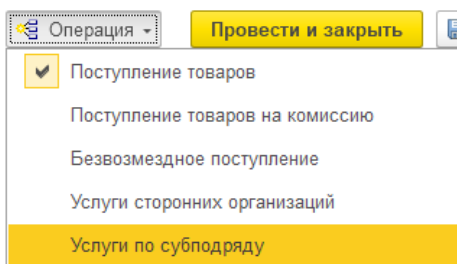 Операция Провести и закрыть
Поступление товаров
Поступление товаров на комиссию
Безвозмездное поступление
Услуги сторонних организаций
Услуги по субподряду